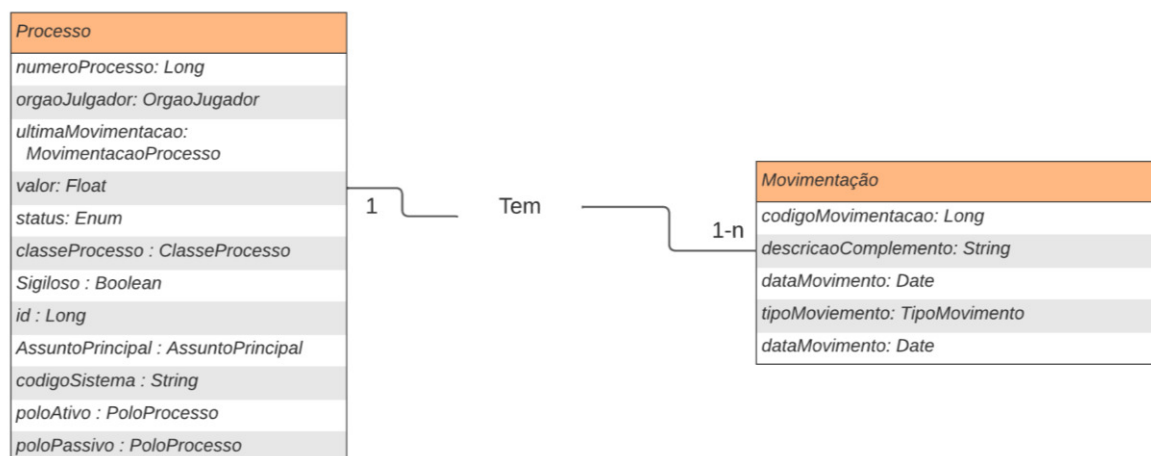 Processo
numeroProcesso: Long
orgaoJulgador: OrgaoJugador
ultimaMovimentacao:
MovimentacaoProcesso
valor: Float
status: Enum
classeProcesso : ClasseProcesso
Sigiloso : Boolean
id : Long
AssuntoPrincipal : AssuntoPrincipal
codigoSistema : String
poloAtivo : PoloProcesso
poloPassivo : PoloProcesso
1
Tem
1-n
Movimentação
codigoMovimentacao: Long
descricaoComplemento: String
dataMovimento: Date
tipoMoviemento: TipoMovimento
dataMovimento: Date